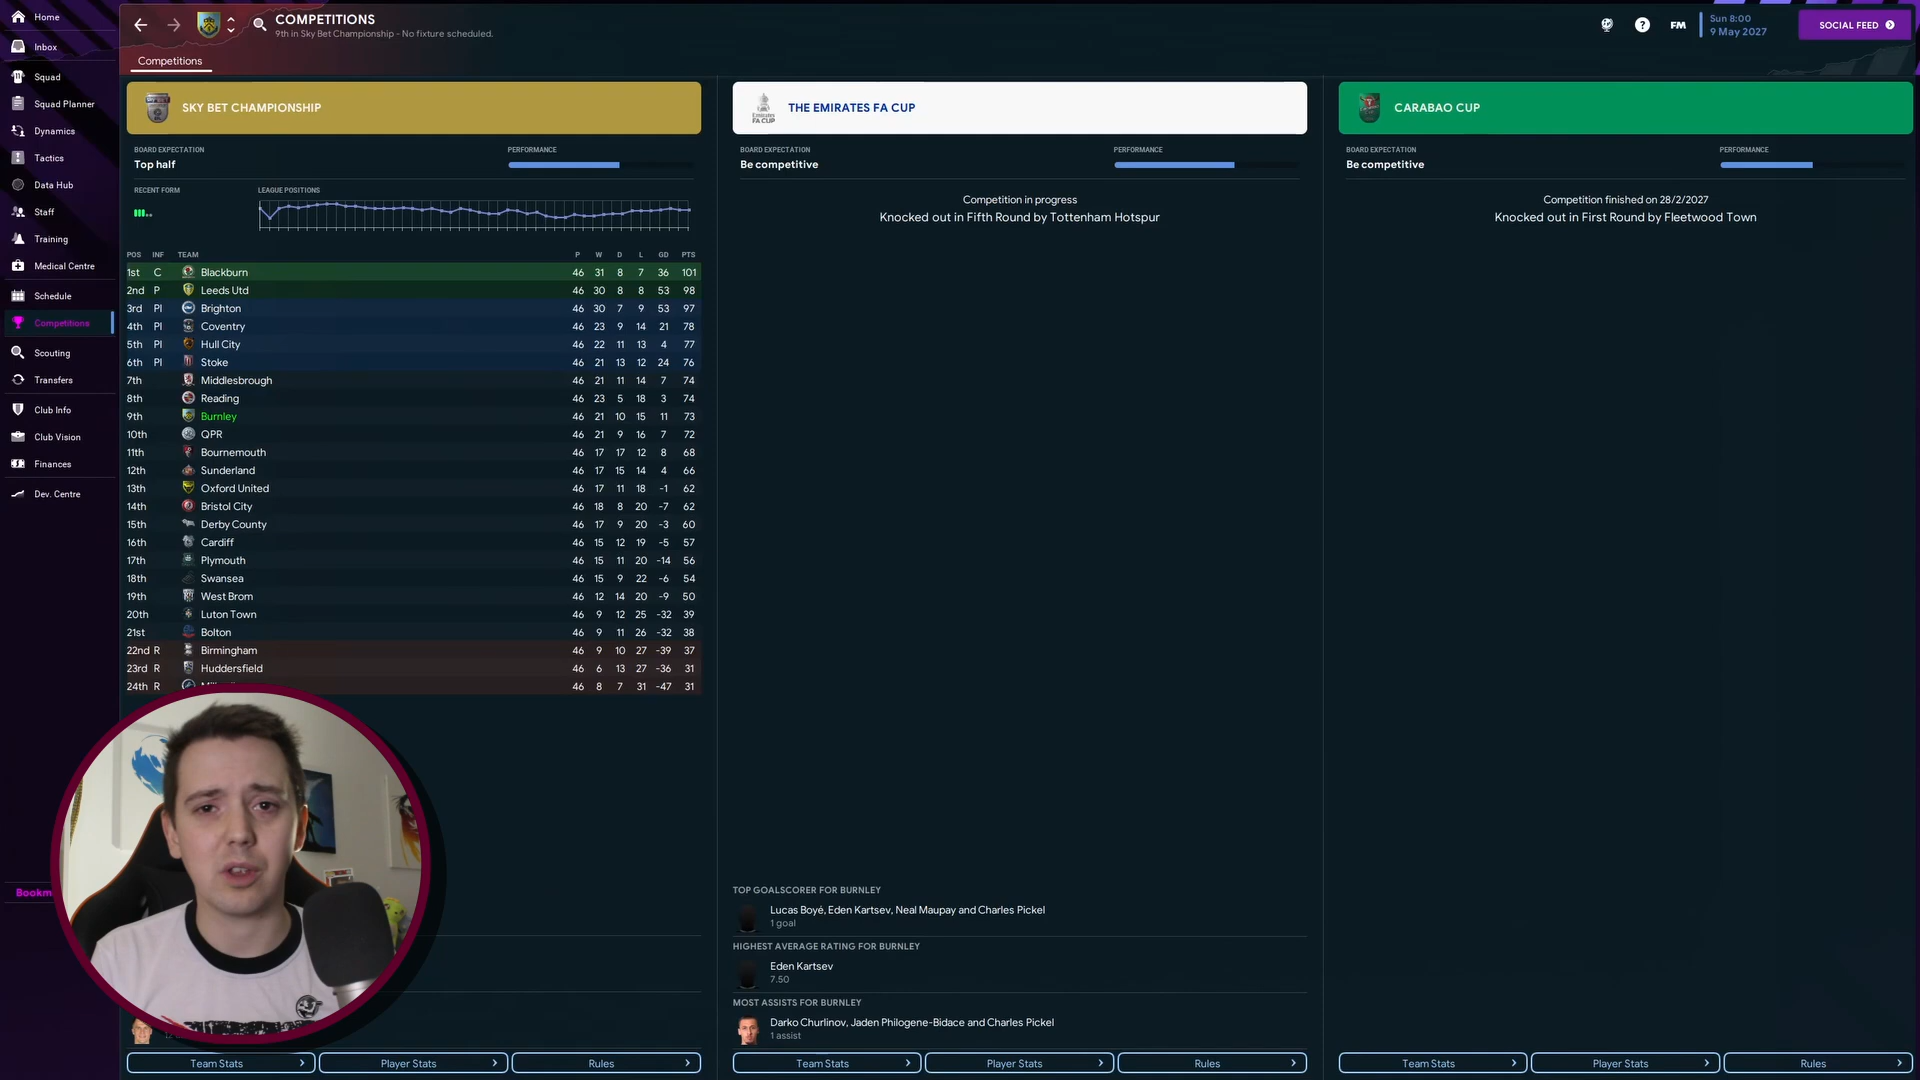 Home
Inbox
Squad
Squad Planner
Dynamics
Tactics
Data Hub
Staff
Training
Medical Centre
Schedule
Competitions
Scouting
Transfers
Club Info
Club Vision
Finances
Dev. Centre
COMPETITIONS
9th in Sky Bet Championship - No fixture scheduled.
FM
Sun 8:00
9 May 2027
SOCIAL FEED
Competitions
SKY BET CHAMPIONSHIP
BOARD EXPECTATION PERFORMANCE
Top half
RECENT FORM LEAGUE POSITIONS
POS INF TEAM P W D L GD PTS
1st C Blackburn 46 31 8 7 36 101
2nd P Leeds Utd 46 30 8 8 53 98
3rd Pl Brighton 46 30 7 9 53 97
4th Pl Coventry 46 23 9 14 21 78
5th Pl Hull City 46 22 11 13 4 77
6th Pl Stoke 46 21 13 12 24 76
7th Middlesbrough 46 21 11 14 7 74
8th Reading 46 23 5 18 3 74
9th Burnley 46 21 10 15 11 73
10th QPR 46 21 9 16 7 72
11th Bournemouth 46 17 17 12 8 68
12th Sunderland 46 17 15 14 4 66
13th Oxford United 46 17 11 18 -1 62
14th Bristol City 46 18 8 20 -7 62
15th Derby County 46 17 9 20 -3 60
16th Cardiff 46 15 12 19 -5 57
17th Plymouth 46 15 11 20 -14 56
18th Swansea 46 15 9 22 -6 54
19th West Brom 46 12 14 20 -9 50
20th Luton Town 46 9 12 25 -32 39
21st Bolton 46 9 11 26 -32 38
22nd R Birmingham 46 9 10 27 -39 37
23rd R Huddersfield 46 6 13 27 -36 31
24th R 46 8 7 31 -47 31
Bookm
Team Stats
Player Stats
Rules
THE EMIRATES FA CUP
Emirates
FA CUP
BOARD EXPECTATION PERFORMANCE
Be competitive
Competition in progress
Knocked out in Fifth Round by Tottenham Hotspur
TOP GOALSCORER FOR BURNLEY
Lucas Boyé, Eden Kartsev, Neal Maupay and Charles Pickel
1 goal
HIGHEST AVERAGE RATING FOR BURNLEY
Eden Kartsev
7.50
MOST ASSISTS FOR BURNLEY
Darko Churlinov, Jaden Philogene-Bidace and Charles Pickel
1 assist
Team Stats
Player Stats
Rules
CARABAO CUP
BOARD EXPECTATION PERFORMANCE
Be competitive
Competition finished on 28/2/2027
Knocked out in First Round by Fleetwood Town
Team Stats
Player Stats
Rules